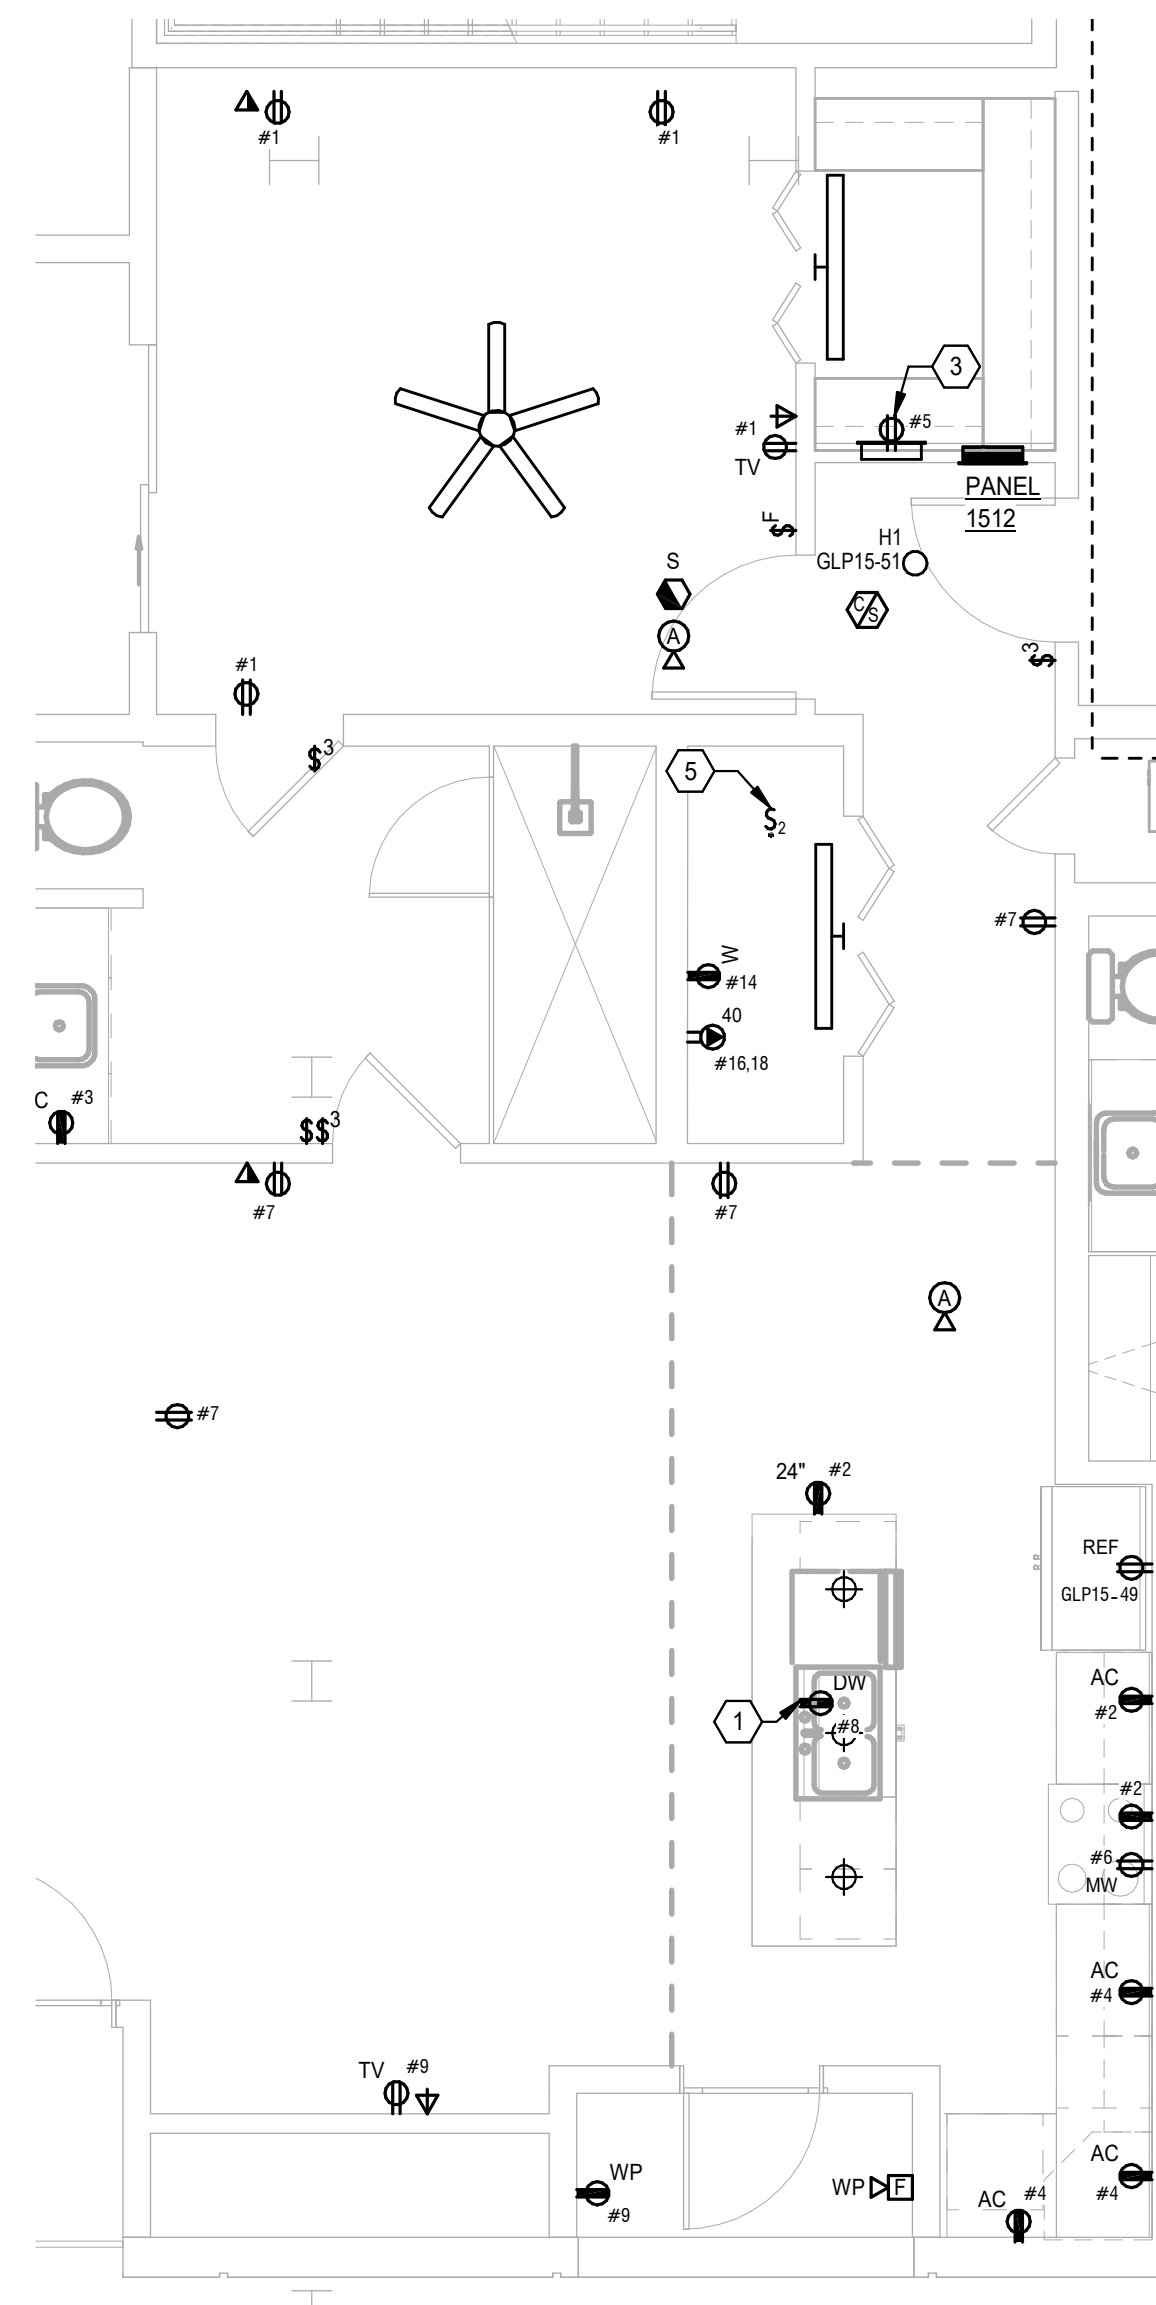 #1
#1
3
#5
#1
TV
PANEL
1512
$F
H1
GLP15-51
S
C/S
A
$3
#1
$3
5
$2
#7
W
#14
40
#16,18
C #3
$$3
#7
#7
A
#7
24" #2
REF
GLP15-49
AC
#2
DW
1
#8
#2
#6
MW
AC
#4
TV #9
WP
#9
WP F
AC
#4
AC #4